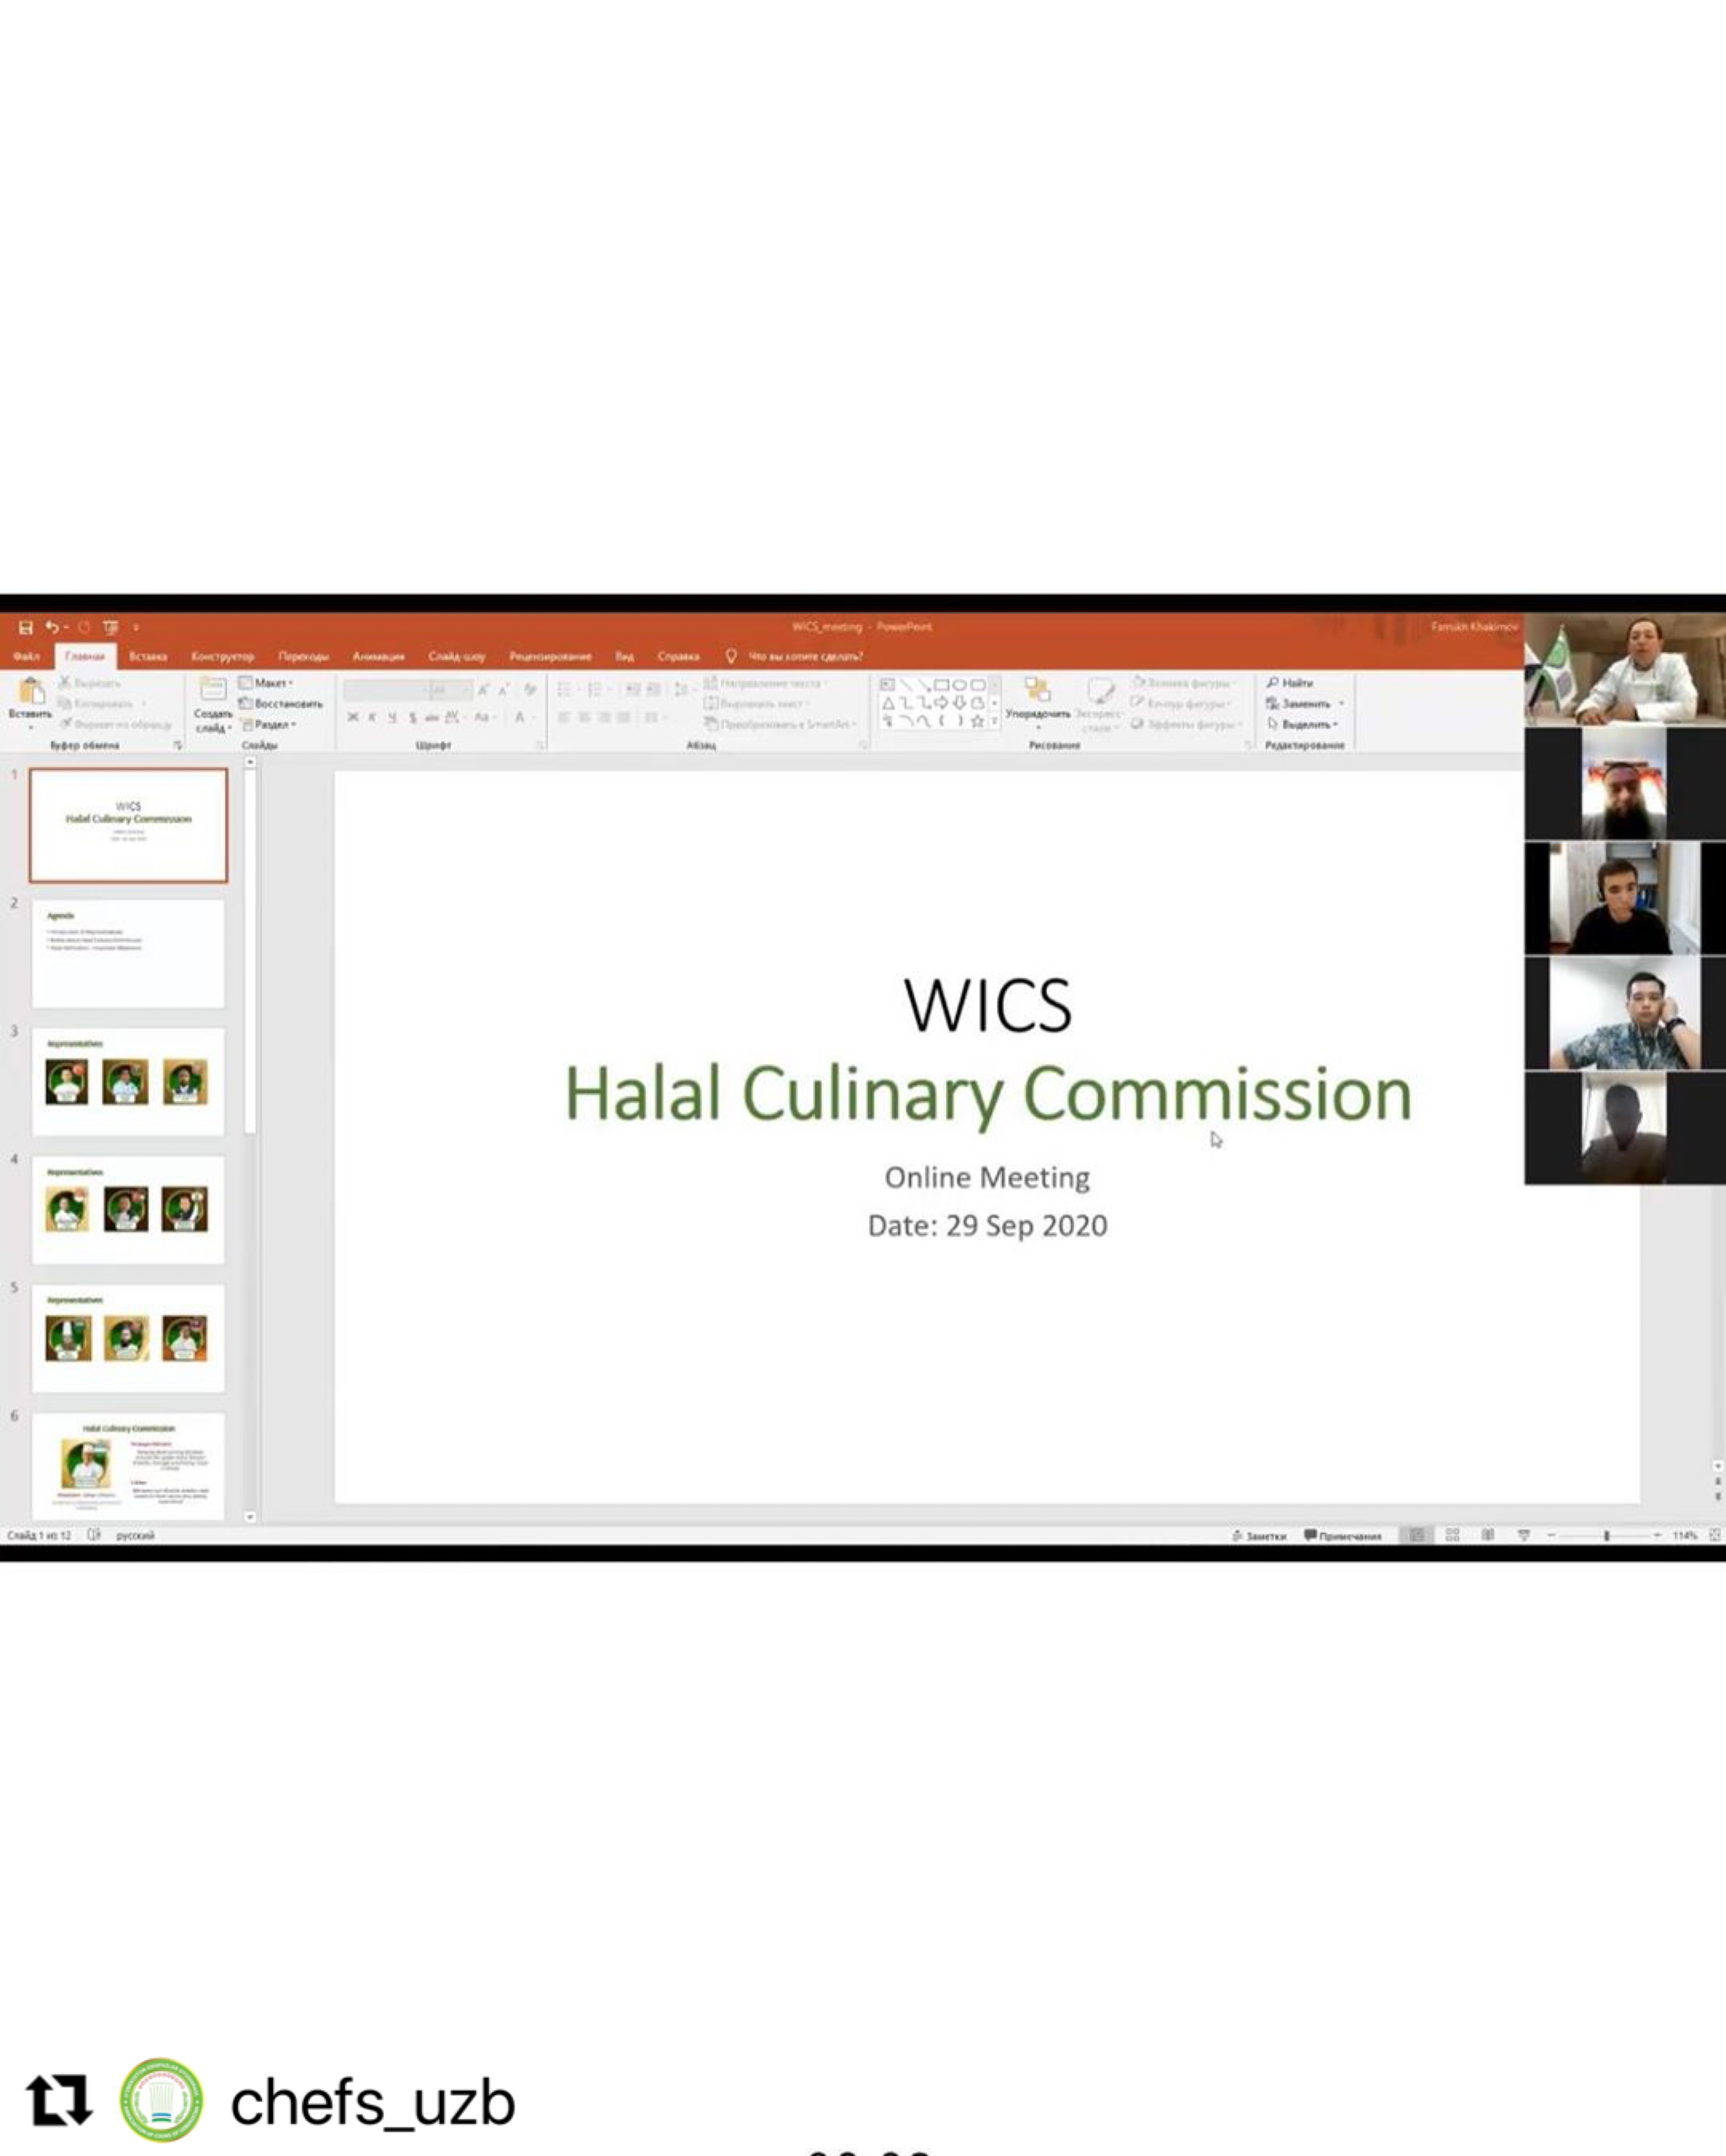 WICS_meeting - PowerPoint
Farrukh Khakimov
Файл Главная Вставка Конструктор Переходы Анимация Слайд-шоу Рецензирование Вид Справка Что вы хотите сделать?
Вставить
Вырезать
Копировать
Формат по образцу
Буфер обмена
Создать слайд
Макет
Восстановить
Раздел
Слайды
Ж К Ч S abc AV Aa A
Шрифт
Направление текста
Выровнять текст
Преобразовать в SmartArt
Абзац
Упорядочить
Экспресс-стили
Заливка фигуры
Контур фигуры
Эффекты фигуры
Рисование
Найти
Заменить
Выделить
Редактирование
1
WICS
Halal Culinary Commission
2
Agenda
3
Representatives
4
Representatives
5
Representatives
6
Halal Culinary Commission
WICS
Halal Culinary Commission
Online Meeting
Date: 29 Sep 2020
Слайд 1 из 12 русский
Заметки Примечания 114%
chefs_uzb